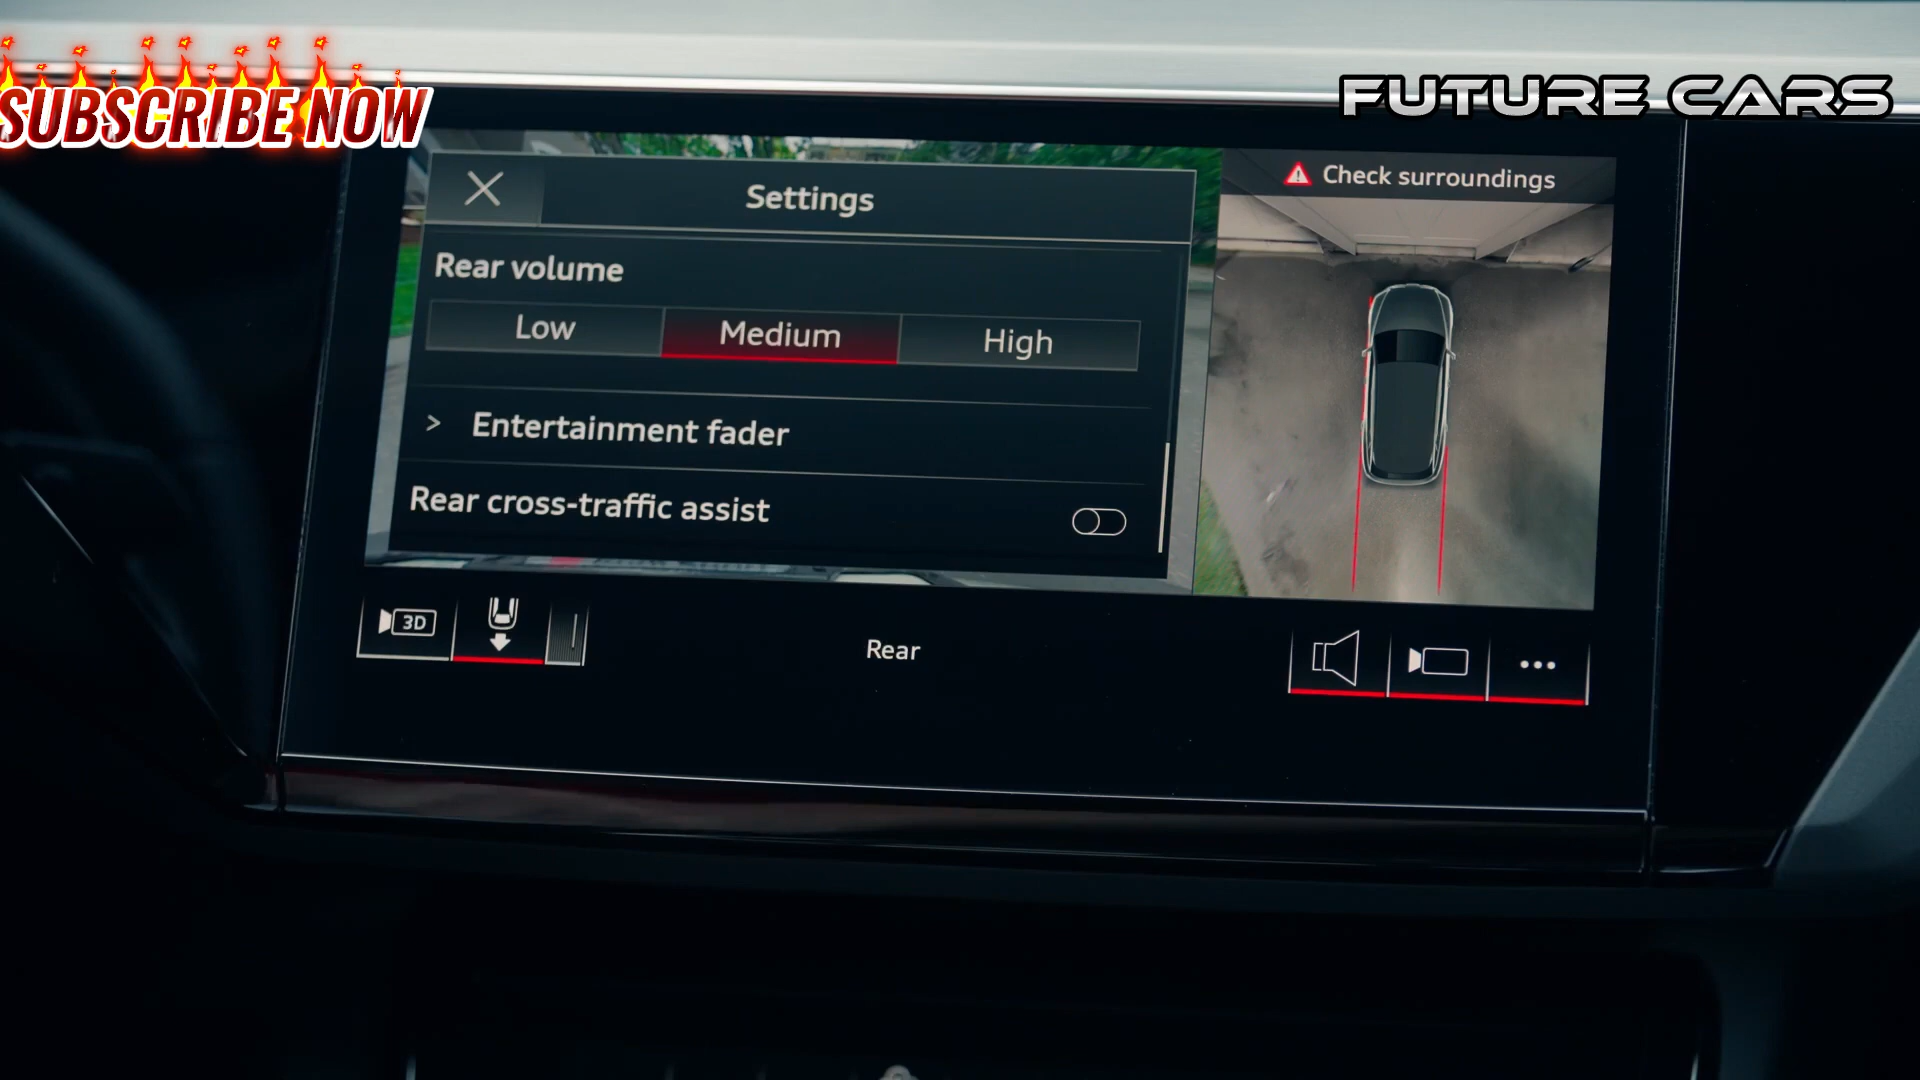 SUBSCRIBE NOW
FUTURE CARS
Settings
Check surroundings
Rear volume
Low Medium High
> Entertainment fader
Rear cross-traffic assist
3D
Rear